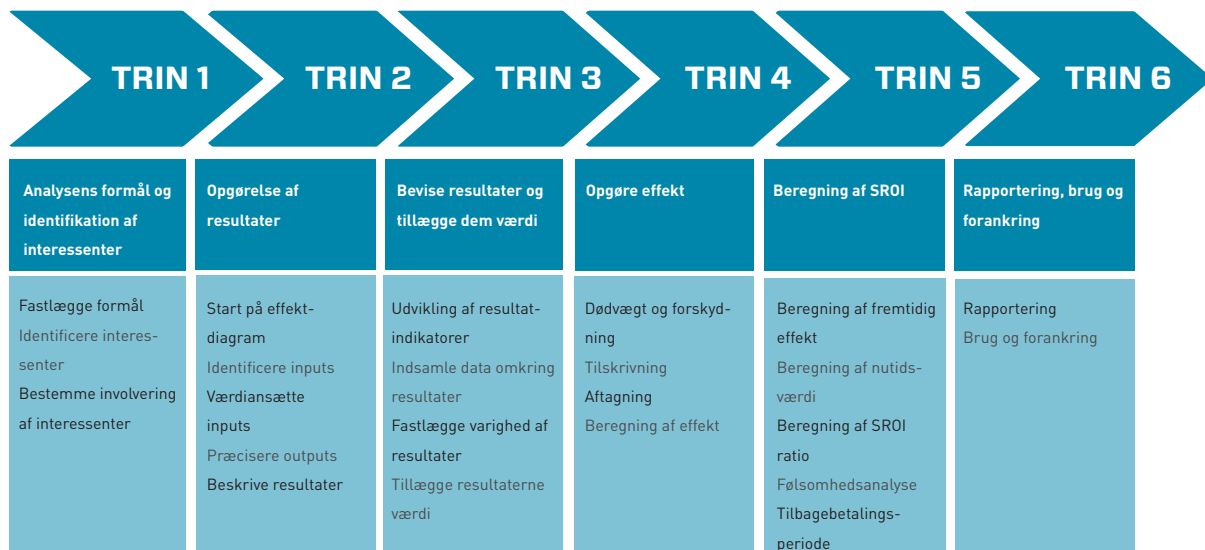 TRIN 1
TRIN 2
TRIN 3
TRIN 4
TRIN 5
TRIN 6
Analysens formål og
identifikation af
interessenter
Fastlægge formål
Identificere interes-
senter
Bestemme involvering
af interessenter
Opgørelse af
resultater
Start på effekt-
diagram
Identificere inputs
Værdiansætte
inputs
Præcisere outputs
Beskrive resultater
Bevise resultater og
tillægge dem værdi
Udvikling af resultat-
indikatorer
Indsamle data omkring
resultater
Fastlægge varighed af
resultater
Tillægge resultaterne
værdi
Opgøre effekt
Dødvægt og forskyd-
ning
Tilskrivning
Aftagning
Beregning af effekt
Beregning af SROI
Beregning af fremtidig
effekt
Beregning af nutids-
værdi
Beregning af SROI
ratio
Følsomhedsanalyse
Tilbagebetalings-
periode
Rapportering, brug og
forankring
Rapportering
Brug og forankring